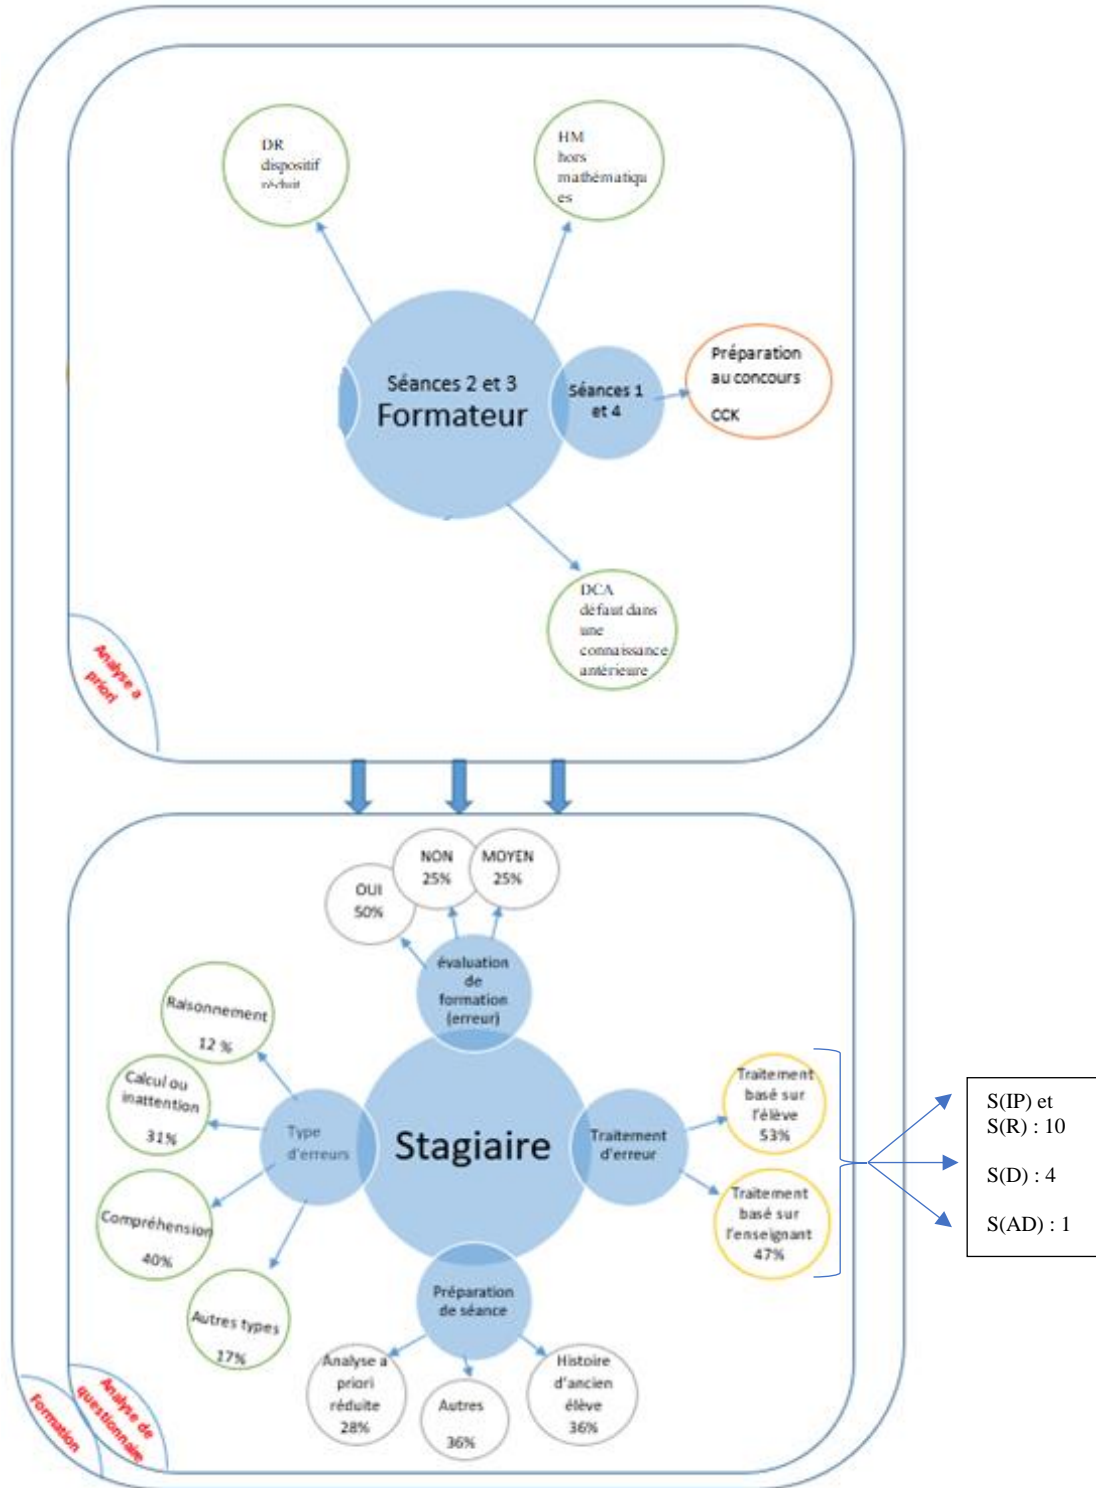 DR
dispositif
réduit
HM
hors
mathématiqu
es
Séances 2 et 3
Formateur
Séances 1
et 4
Préparation
au concours
CCK
DCA
défaut dans
une
connaissance
antérieure
Analyse a
priori
OUI
50%
NON
25%
MOYEN
25%
évaluation
de
formation
(erreur)
Raisonnement
12 %
Calcul ou
inattention
31%
Compréhension
40%
Autres types
17%
Type
d'erreurs
Stagiaire
Traitement
d'erreur
Traitement
basé sur
l'élève
53%
Traitement
basé sur
l'enseignant
47%
S(IP) et
S(R) : 10
S(D) : 4
S(AD) : 1
Préparation
de séance
Analyse a
priori
réduite
28%
Autres
36%
Histoire
d'ancien
élève
36%
Analyse de
questionnaire
Formation